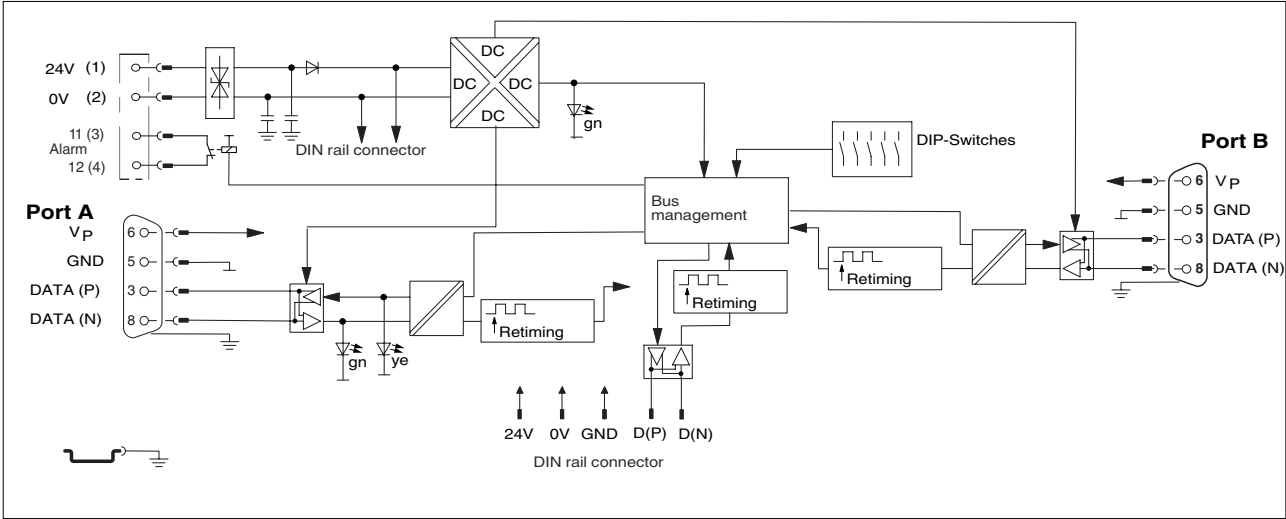 24V (1)
0V (2)
11 (3)
Alarm
12 (4)
DC
DC DC
DC
gn
DIN rail connector
DIP-Switches
Bus
management
Port A
VP
6
GND
5
DATA (P)
3
DATA (N)
8
gn
ye
Retiming
Retiming
Retiming
Port B
6
VP
5
GND
3
DATA (P)
8
DATA (N)
24V 0V GND D(P) D(N)
DIN rail connector